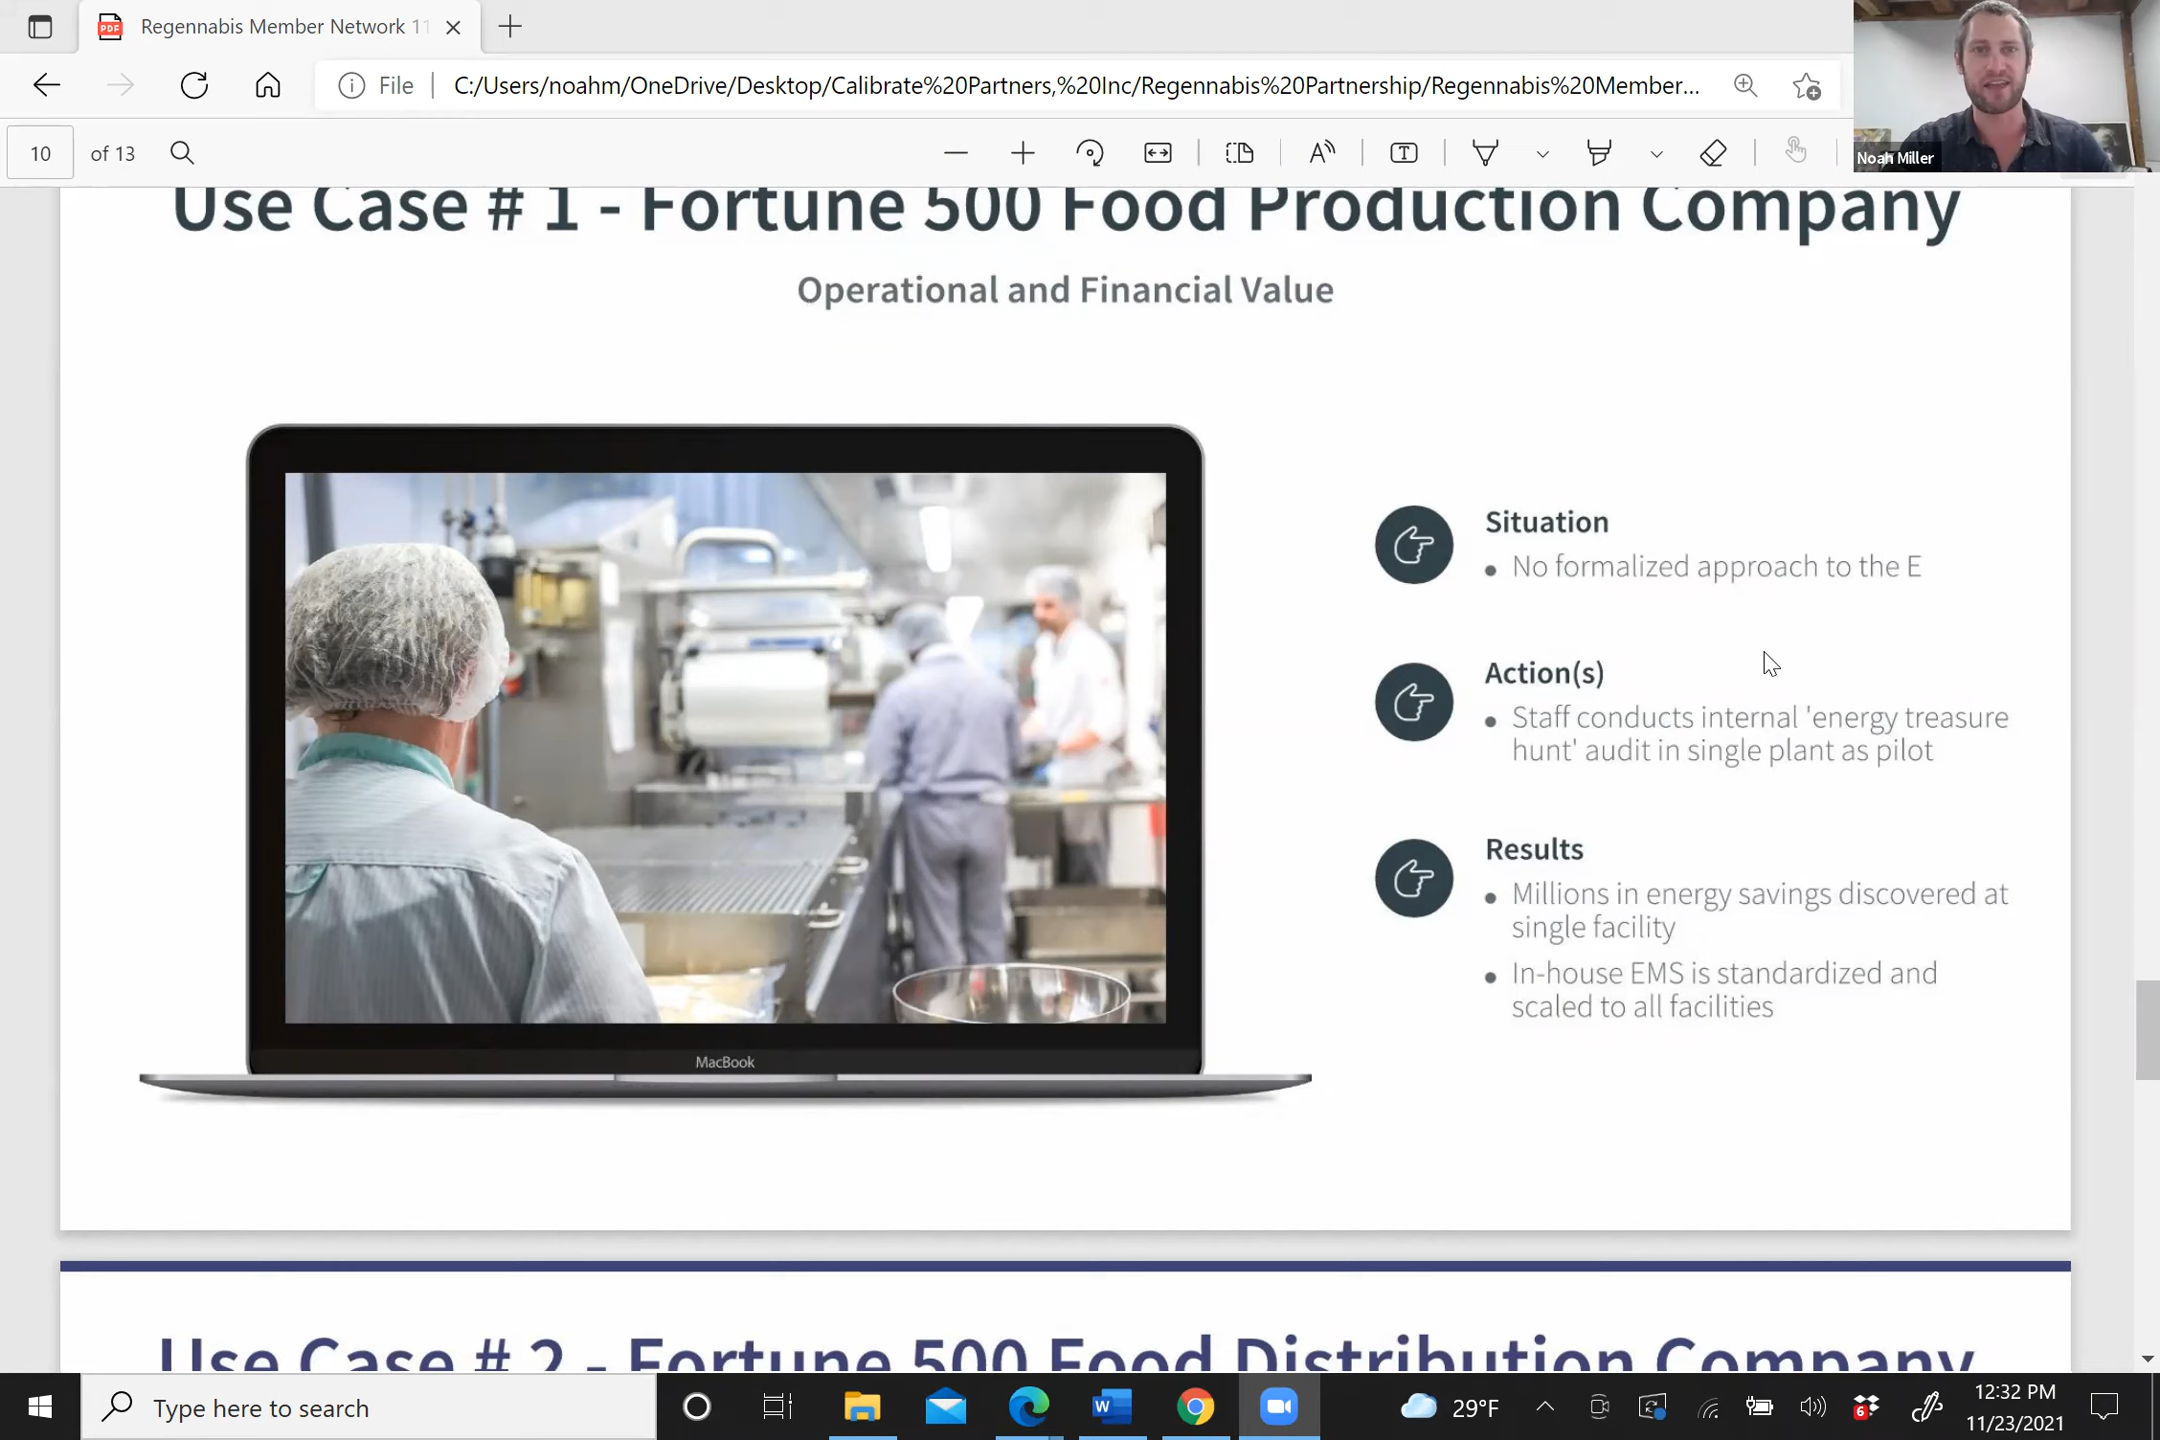 Regennabis Member Network 11
File
C:/Users/noahm/OneDrive/Desktop/Calibrate%20Partners,%20Inc/Regennabis%20Partnership/Regennabis%20Member...
10 of 13
Noah Miller
Use Case # 1 - Fortune 500 Food Production Company
Operational and Financial Value
Situation
• No formalized approach to the E
Action(s)
• Staff conducts internal 'energy treasure
hunt' audit in single plant as pilot
Results
• Millions in energy savings discovered at
single facility
• In-house EMS is standardized and
scaled to all facilities
MacBook
Use Case # 2 - Fortune 500 Food Distribution Company
Type here to search
29°F
6
12:32 PM
11/23/2021